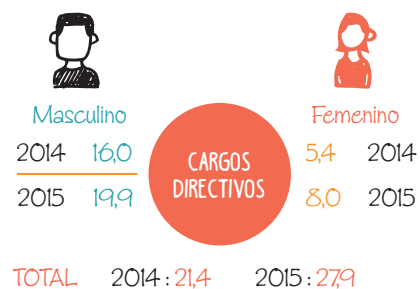 Masculino
2014 16,0
2015 19,9
CARGOS
DIRECTIVOS
Femenino
5,4 2014
8,0 2015
TOTAL 2014 : 21,4 2015 : 27,9